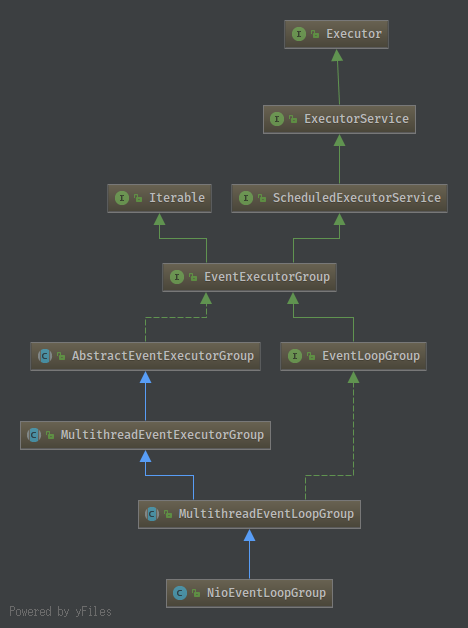 I Executor
I ExecutorService
I Iterable
I ScheduledExecutorService
I EventExecutorGroup
C AbstractEventExecutorGroup
I EventLoopGroup
C MultithreadEventExecutorGroup
C MultithreadEventLoopGroup
C NioEventLoopGroup
Powered by yFiles